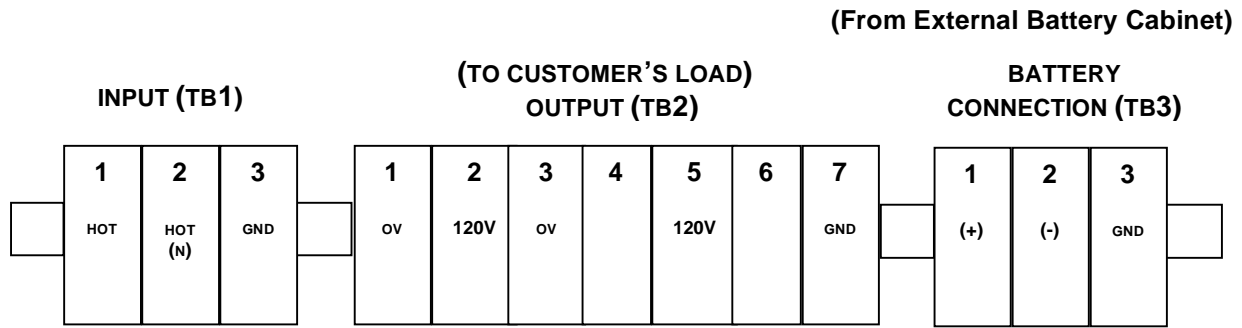 (From External Battery Cabinet)
INPUT (TB1)
(TO CUSTOMER’S LOAD)
OUTPUT (TB2)
BATTERY
CONNECTION (TB3)
1 2 3 1 2 3 4 5 6 7 1 2 3
HOT HOT GND OV 120V OV 120V GND (+) (-) GND
(N)